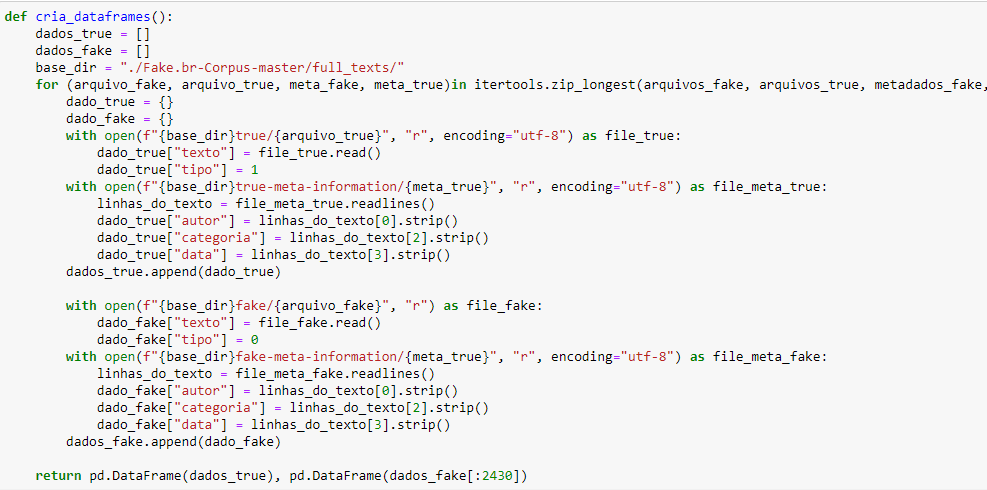 def cria_dataframes():
    dados_true = []
    dados_fake = []
    base_dir = "./Fake.br-Corpus-master/full_texts/"
    for (arquivo_fake, arquivo_true, meta_fake, meta_true)in itertools.zip_longest(arquivos_fake, arquivos_true, metadados_fake,
        dado_true = {}
        dado_fake = {}
        with open(f"{base_dir}true/{arquivo_true}", "r", encoding="utf-8") as file_true:
            dado_true["texto"] = file_true.read()
            dado_true["tipo"] = 1
        with open(f"{base_dir}true-meta-information/{meta_true}", "r", encoding="utf-8") as file_meta_true:
            linhas_do_texto = file_meta_true.readlines()
            dado_true["autor"] = linhas_do_texto[0].strip()
            dado_true["categoria"] = linhas_do_texto[2].strip()
            dado_true["data"] = linhas_do_texto[3].strip()
        dados_true.append(dado_true)

        with open(f"{base_dir}fake/{arquivo_fake}", "r") as file_fake:
            dado_fake["texto"] = file_fake.read()
            dado_fake["tipo"] = 0
        with open(f"{base_dir}fake-meta-information/{meta_true}", "r", encoding="utf-8") as file_meta_fake:
            linhas_do_texto = file_meta_fake.readlines()
            dado_fake["autor"] = linhas_do_texto[0].strip()
            dado_fake["categoria"] = linhas_do_texto[2].strip()
            dado_fake["data"] = linhas_do_texto[3].strip()
        dados_fake.append(dado_fake)

    return pd.DataFrame(dados_true), pd.DataFrame(dados_fake[:2430])